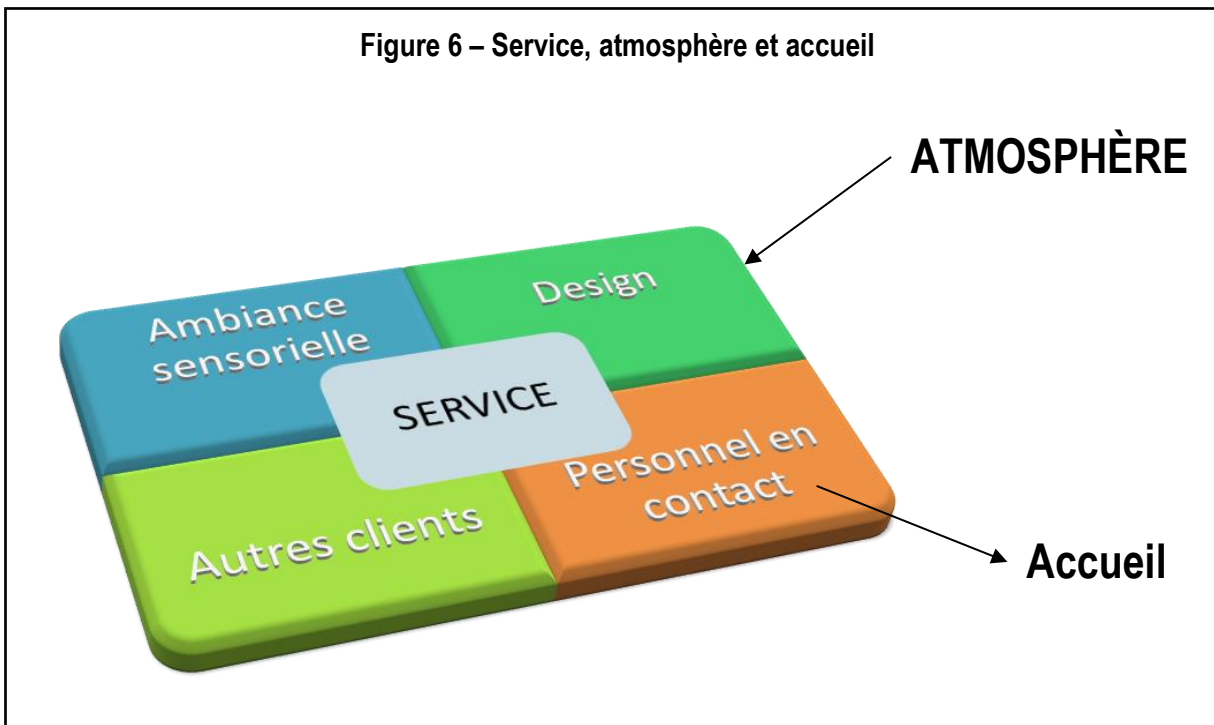 Figure 6 – Service, atmosphère et accueil
ATMOSPHÈRE
Ambiance
sensorielle
Design
SERVICE
Autres clients
Personnel en
contact
Accueil